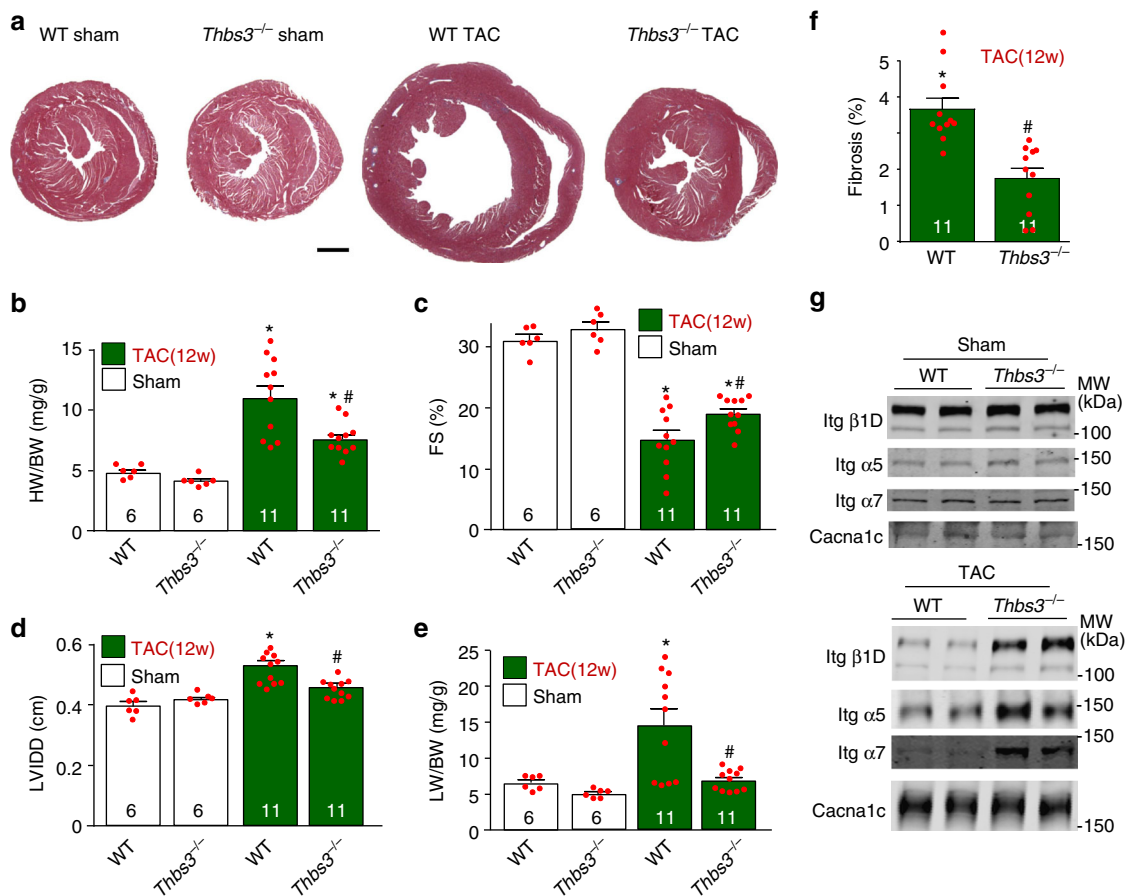 a
WT sham
Thbs3–/– sham
WT TAC
Thbs3–/– TAC
b
HW/BW (mg/g)
15
10
5
0
TAC(12w)
Sham
*
* #
6
6
11
11
WT
Thbs3–/–
WT
Thbs3–/–
c
FS (%)
30
20
10
0
TAC(12w)
Sham
*
*#
6
6
11
11
WT
Thbs3–/–
WT
Thbs3–/–
d
LVIDD (cm)
0.6
0.4
0.2
0
TAC(12w)
Sham
*
#
6
6
11
11
WT
Thbs3–/–
WT
Thbs3–/–
e
LW/BW (mg/g)
25
20
15
10
5
0
TAC(12w)
Sham
*
#
6
6
11
11
WT
Thbs3–/–
WT
Thbs3–/–
f
Fibrosis (%)
5
4
3
2
1
0
TAC(12w)
*
#
11
11
WT
Thbs3–/–
g
Sham
WT
Thbs3–/–
MW
(kDa)
Itg β1D
-100
Itg α5
-150
Itg α7
150
Cacna1c
-150
TAC
WT
Thbs3–/–
MW
(kDa)
Itg β1D
-100
Itg α5
-150
Itg α7
150
Cacna1c
-150